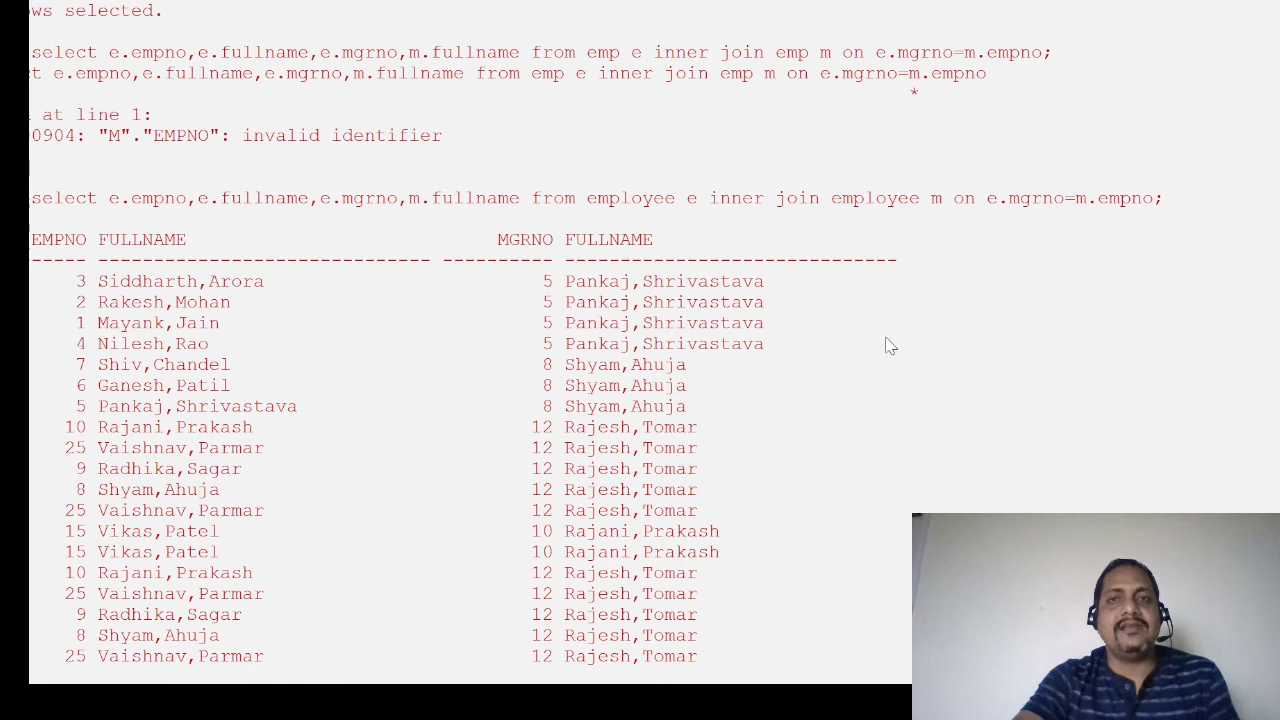 ows selected.
select e.empno,e.fullname,e.mgrno,m.fullname from emp e inner join emp m on e.mgrno=m.empno;
ct e.empno,e.fullname,e.mgrno,m.fullname from emp e inner join emp m on e.mgrno=m.empno
*
at line 1:
00904: "M"."EMPNO": invalid identifier
select e.empno,e.fullname,e.mgrno,m.fullname from employee e inner join employee m on e.mgrno=m.empno;
EMPNO FULLNAME MGRNO FULLNAME
----- ------------------------------ ---------- ------------------------------
3 Siddharth,Arora 5 Pankaj,Shrivastava
2 Rakesh,Mohan 5 Pankaj,Shrivastava
1 Mayank,Jain 5 Pankaj,Shrivastava
4 Nilesh,Rao 5 Pankaj,Shrivastava
7 Shiv,Chandel 8 Shyam,Ahuja
6 Ganesh,Patil 8 Shyam,Ahuja
5 Pankaj,Shrivastava 8 Shyam,Ahuja
10 Rajani,Prakash 12 Rajesh,Tomar
25 Vaishnav,Parmar 12 Rajesh,Tomar
9 Radhika,Sagar 12 Rajesh,Tomar
8 Shyam,Ahuja 12 Rajesh,Tomar
25 Vaishnav,Parmar 12 Rajesh,Tomar
15 Vikas,Patel 10 Rajani,Prakash
15 Vikas,Patel 10 Rajani,Prakash
10 Rajani,Prakash 12 Rajesh,Tomar
25 Vaishnav,Parmar 12 Rajesh,Tomar
9 Radhika,Sagar 12 Rajesh,Tomar
8 Shyam,Ahuja 12 Rajesh,Tomar
25 Vaishnav,Parmar 12 Rajesh,Tomar